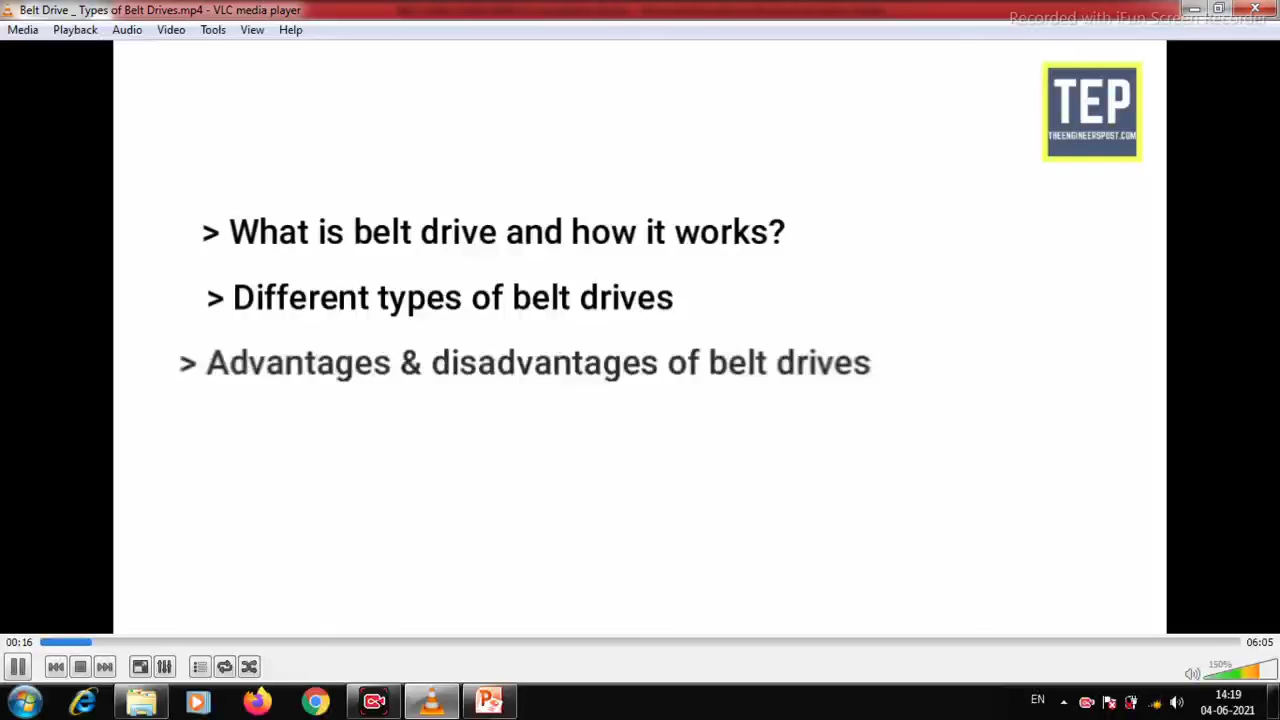 Belt Drive _ Types of Belt Drives.mp4 - VLC media player
Recorded with iFun Screen Recorder
Media Playback Audio Video Tools View Help
TEP
THEENGINEERSPOST.COM
> What is belt drive and how it works?
> Different types of belt drives
> Advantages & disadvantages of belt drives
00:16 06:05
150%
EN 14:19
04-06-2021